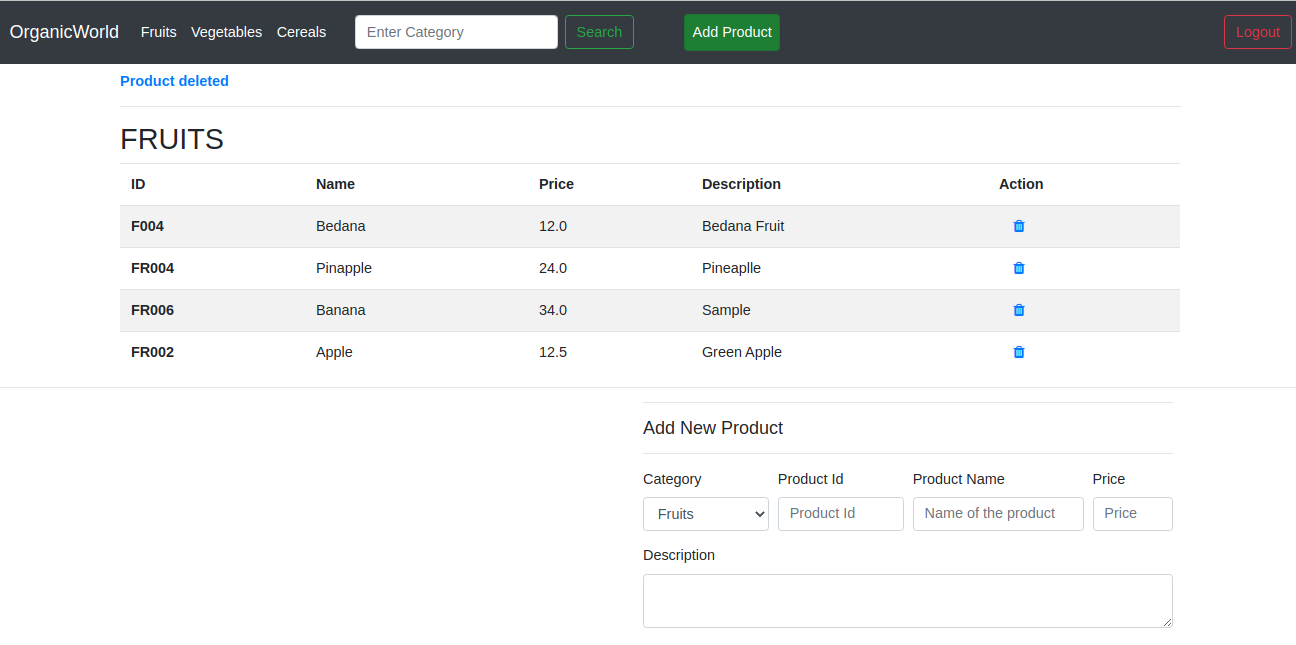 OrganicWorld Fruits Vegetables Cereals Enter Category Search Add Product Logout
Product deleted
FRUITS
ID Name Price Description Action
F004 Bedana 12.0 Bedana Fruit
FR004 Pinapple 24.0 Pineaplle
FR006 Banana 34.0 Sample
FR002 Apple 12.5 Green Apple
Add New Product
Category Product Id Product Name Price
Fruits Product Id Name of the product Price
Description